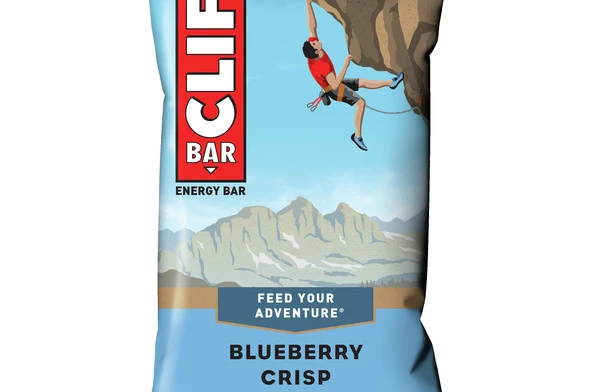 CLIF
BAR
ENERGY BAR
FEED YOUR
ADVENTURE®
BLUEBERRY
CRISP